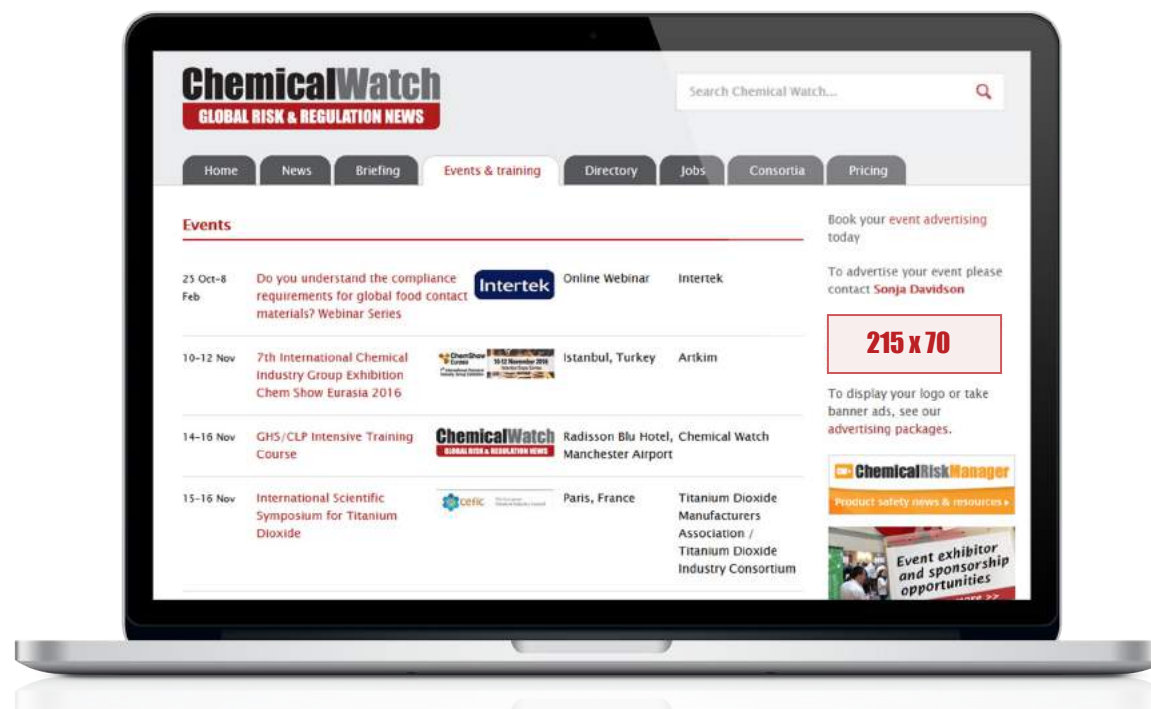 ChemicalWatch
GLOBAL RISK & REGULATION NEWS
Search Chemical Watch...
Home
News
Briefing
Events & training
Directory
Jobs
Consortia
Pricing
Events
25 Oct–8
Feb
Do you understand the compliance
requirements for global food contact
materials? Webinar Series
Intertek
Online Webinar
Intertek
10–12 Nov
7th International Chemical
Industry Group Exhibition
Chem Show Eurasia 2016
ChemShow
Eurasia
10-12 November 2016
Istanbul, Turkey
Artkim
14–16 Nov
GHS/CLP Intensive Training
Course
ChemicalWatch
GLOBAL RISK & REGULATION NEWS
Radisson Blu Hotel,
Manchester Airport
Chemical Watch
15–16 Nov
International Scientific
Symposium for Titanium
Dioxide
cefic
Paris, France
Titanium Dioxide
Manufacturers
Association /
Titanium Dioxide
Industry Consortium
Book your event advertising
today
To advertise your event please
contact Sonja Davidson
215 x 70
To display your logo or take
banner ads, see our
advertising packages.
ChemicalRiskManager
Product safety news & resources
Event exhibitor
and sponsorship
opportunities